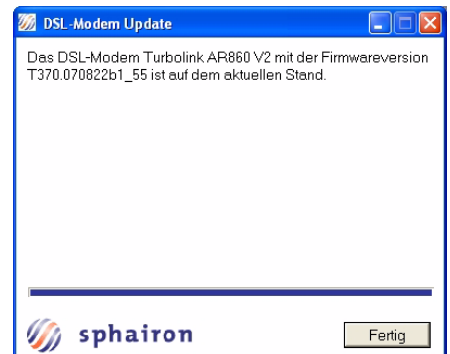 DSL-Modem Update
Das DSL-Modem Turbolink AR860 V2 mit der Firmwareversion
T370.070822b1_55 ist auf dem aktuellen Stand.
sphairon
Fertig